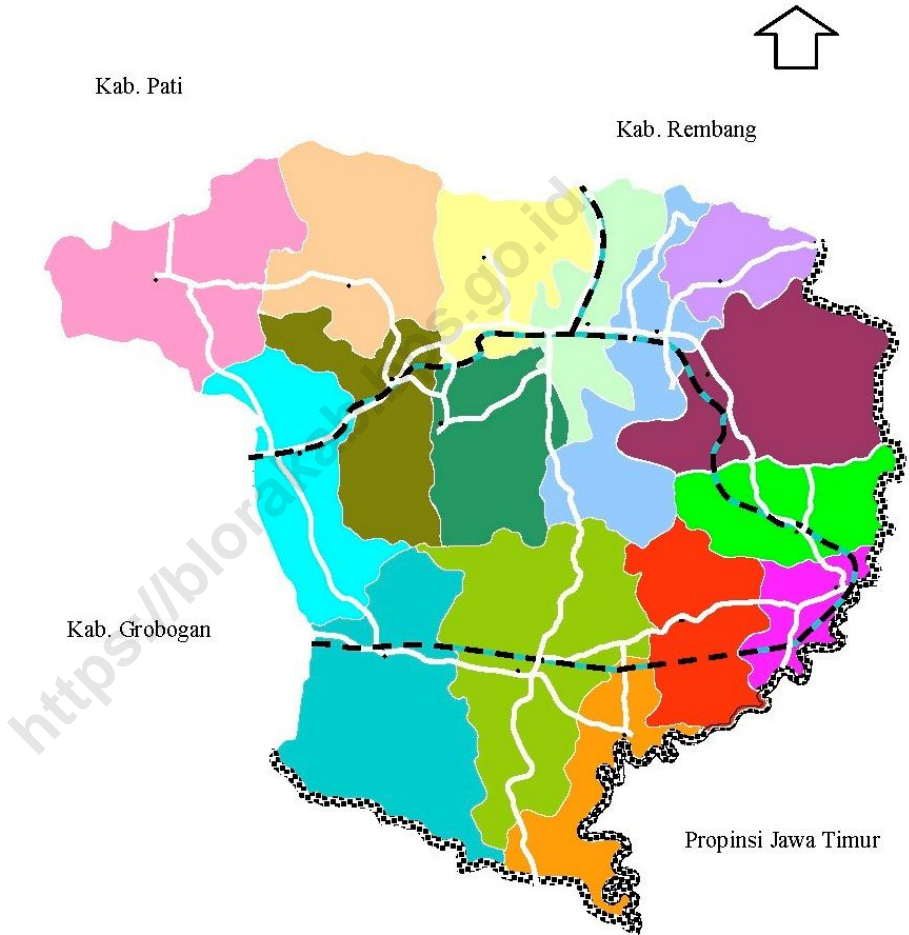 Kab. Pati
Kab. Rembang
https://blorakab.bps.go.id
Kab. Grobogan
Propinsi Jawa Timur